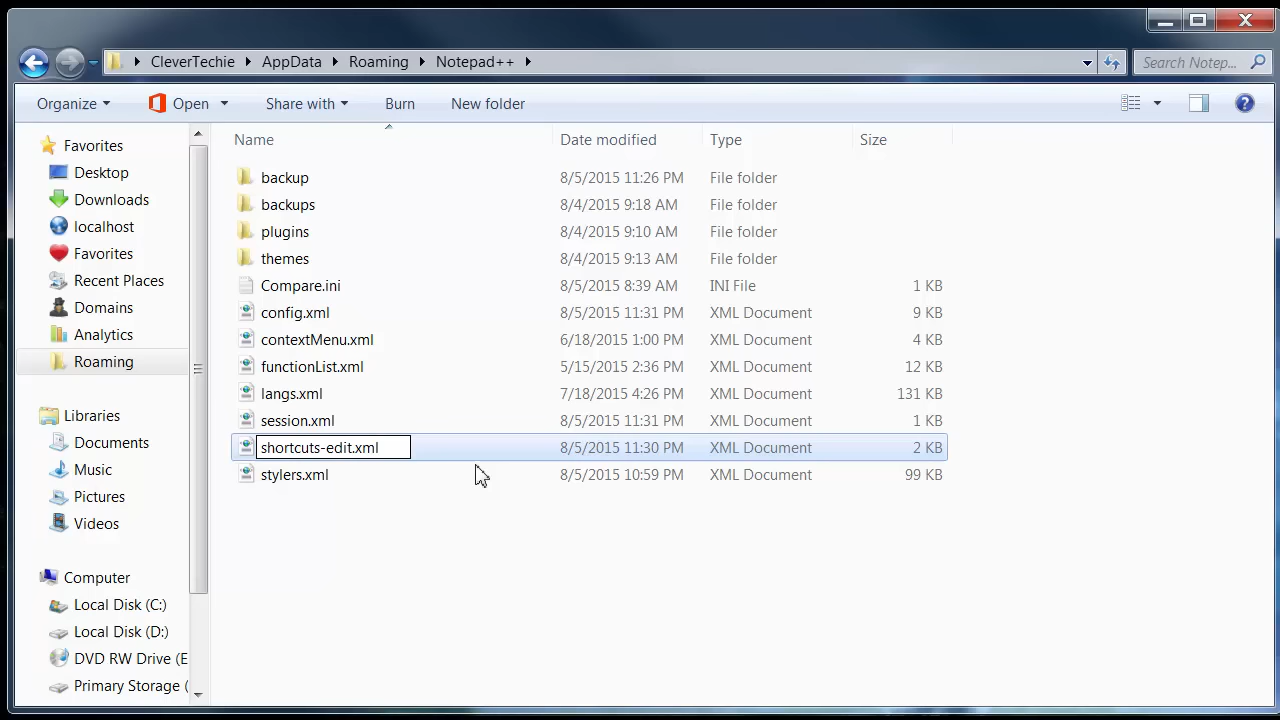 CleverTechie AppData Roaming Notepad++ Search Notep...
Organize Open Share with Burn New folder
Name Date modified Type Size
backup 8/5/2015 11:26 PM File folder
backups 8/4/2015 9:18 AM File folder
plugins 8/4/2015 9:10 AM File folder
themes 8/4/2015 9:13 AM File folder
Compare.ini 8/5/2015 8:39 AM INI File 1 KB
config.xml 8/5/2015 11:31 PM XML Document 9 KB
contextMenu.xml 6/18/2015 1:00 PM XML Document 4 KB
functionList.xml 5/15/2015 2:36 PM XML Document 12 KB
langs.xml 7/18/2015 4:26 PM XML Document 131 KB
session.xml 8/5/2015 11:31 PM XML Document 1 KB
shortcuts-edit.xml 8/5/2015 11:30 PM XML Document 2 KB
stylers.xml 8/5/2015 10:59 PM XML Document 99 KB
Favorites
Desktop
Downloads
localhost
Favorites
Recent Places
Domains
Analytics
Roaming
Libraries
Documents
Music
Pictures
Videos
Computer
Local Disk (C:)
Local Disk (D:)
DVD RW Drive (E
Primary Storage (